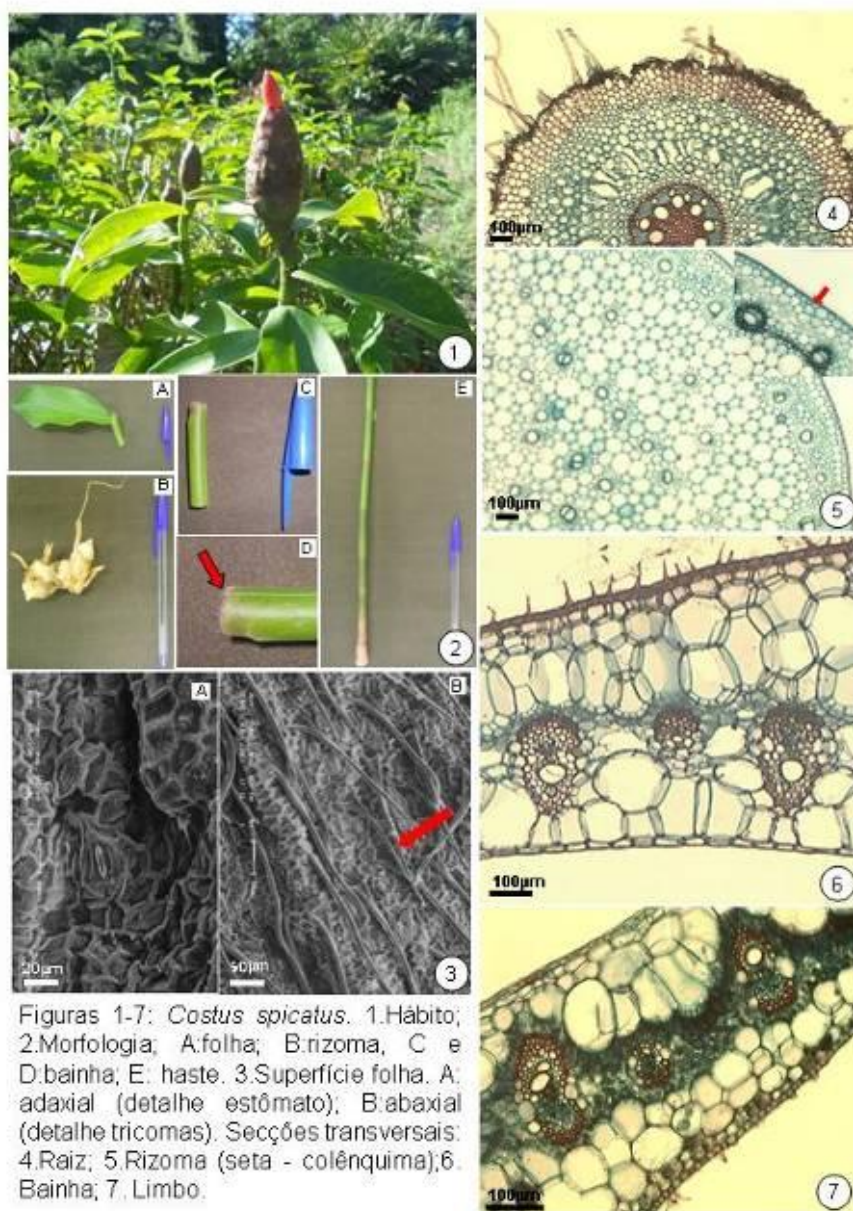 1
4
100µm
100µm
5
A
C
E
B
D
2
A
B
20µm
50µm
3
100µm
6
100µm
7
Figuras 1-7: Costus spicatus. 1.Hábito;
2.Morfologia; A:folha; B:rizoma, C e
D:bainha; E: haste. 3.Superfície folha. A:
adaxial (detalhe estômato); B:abaxial
(detalhe tricomas). Secções transversais:
4.Raiz; 5.Rizoma (seta - colênquima);6.
Bainha; 7. Limbo.